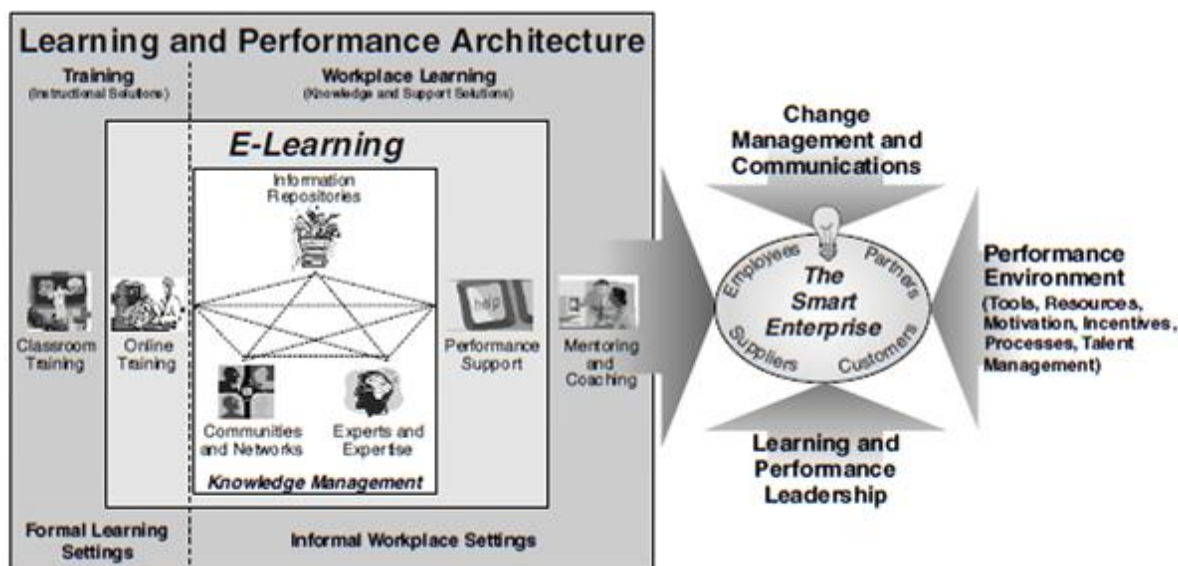 Learning and Performance Architecture
Training
(Instructional Solutions)
Workplace Learning
(Knowledge and Support Solutions)
E-Learning
Information
Repositories
Classroom
Training
Online
Training
help
Performance
Support
Mentoring
and
Coaching
Communities
and Networks
Experts and
Expertise
Knowledge Management
Formal Learning
Settings
Informal Workplace Settings
Change
Management and
Communications
Employees
Partners
The
Smart
Enterprise
Suppliers
Customers
Performance
Environment
(Tools, Resources,
Motivation, Incentives,
Processes, Talent
Management)
Learning and
Performance
Leadership